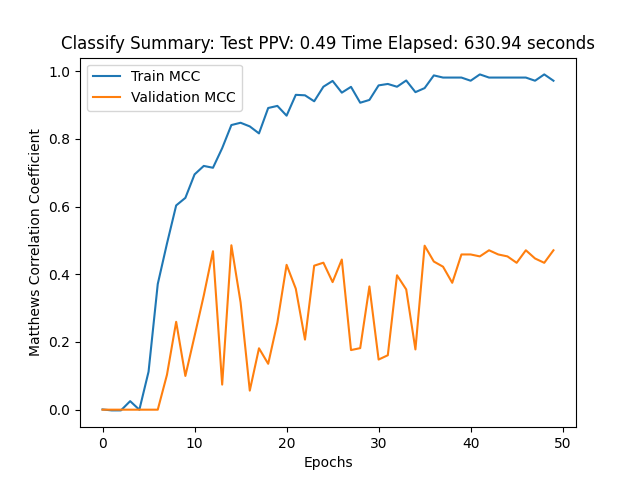 Classify Summary: Test PPV: 0.49 Time Elapsed: 630.94 seconds
Train MCC
Validation MCC
Matthews Correlation Coefficient
1.0
0.8
0.6
0.4
0.2
0.0
0 10 20 30 40 50
Epochs